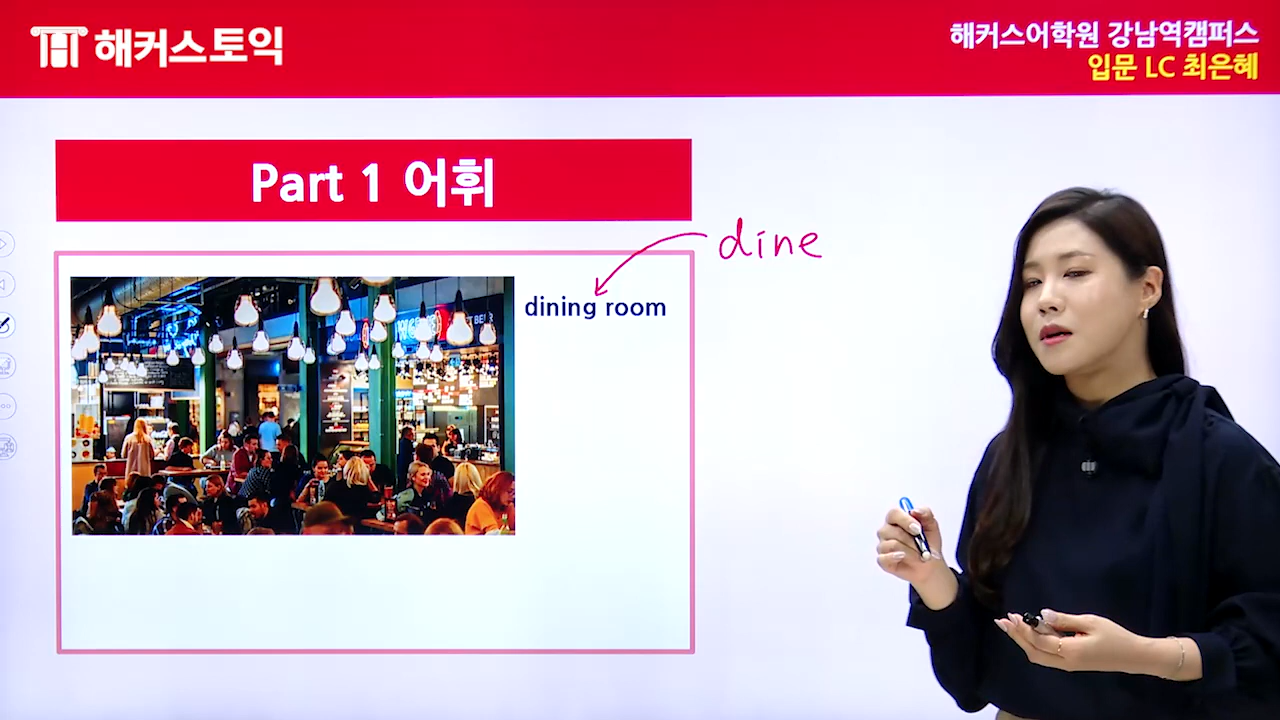 해커스토익
해커스어학원 강남역캠퍼스
입문 LC 최은혜
Part 1 어휘
dine
dining room